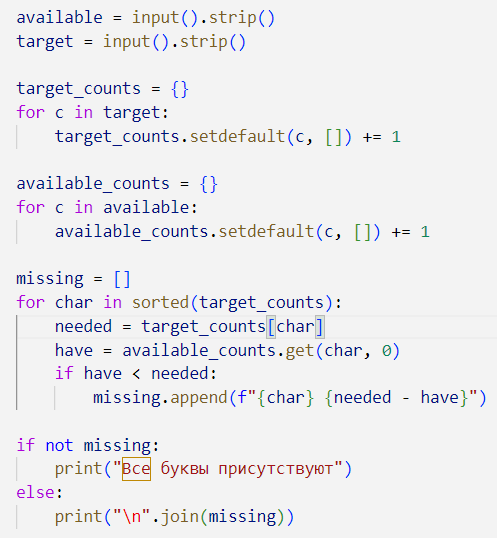 available = input().strip()
target = input().strip()
target_counts = {}
for c in target:
    target_counts.setdefault(c, []) += 1
available_counts = {}
for c in available:
    available_counts.setdefault(c, []) += 1
missing = []
for char in sorted(target_counts):
    needed = target_counts[char]
    have = available_counts.get(char, 0)
    if have < needed:
        missing.append(f"{char} {needed - have}")
if not missing:
    print("Все буквы присутствуют")
else:
    print("\n".join(missing))